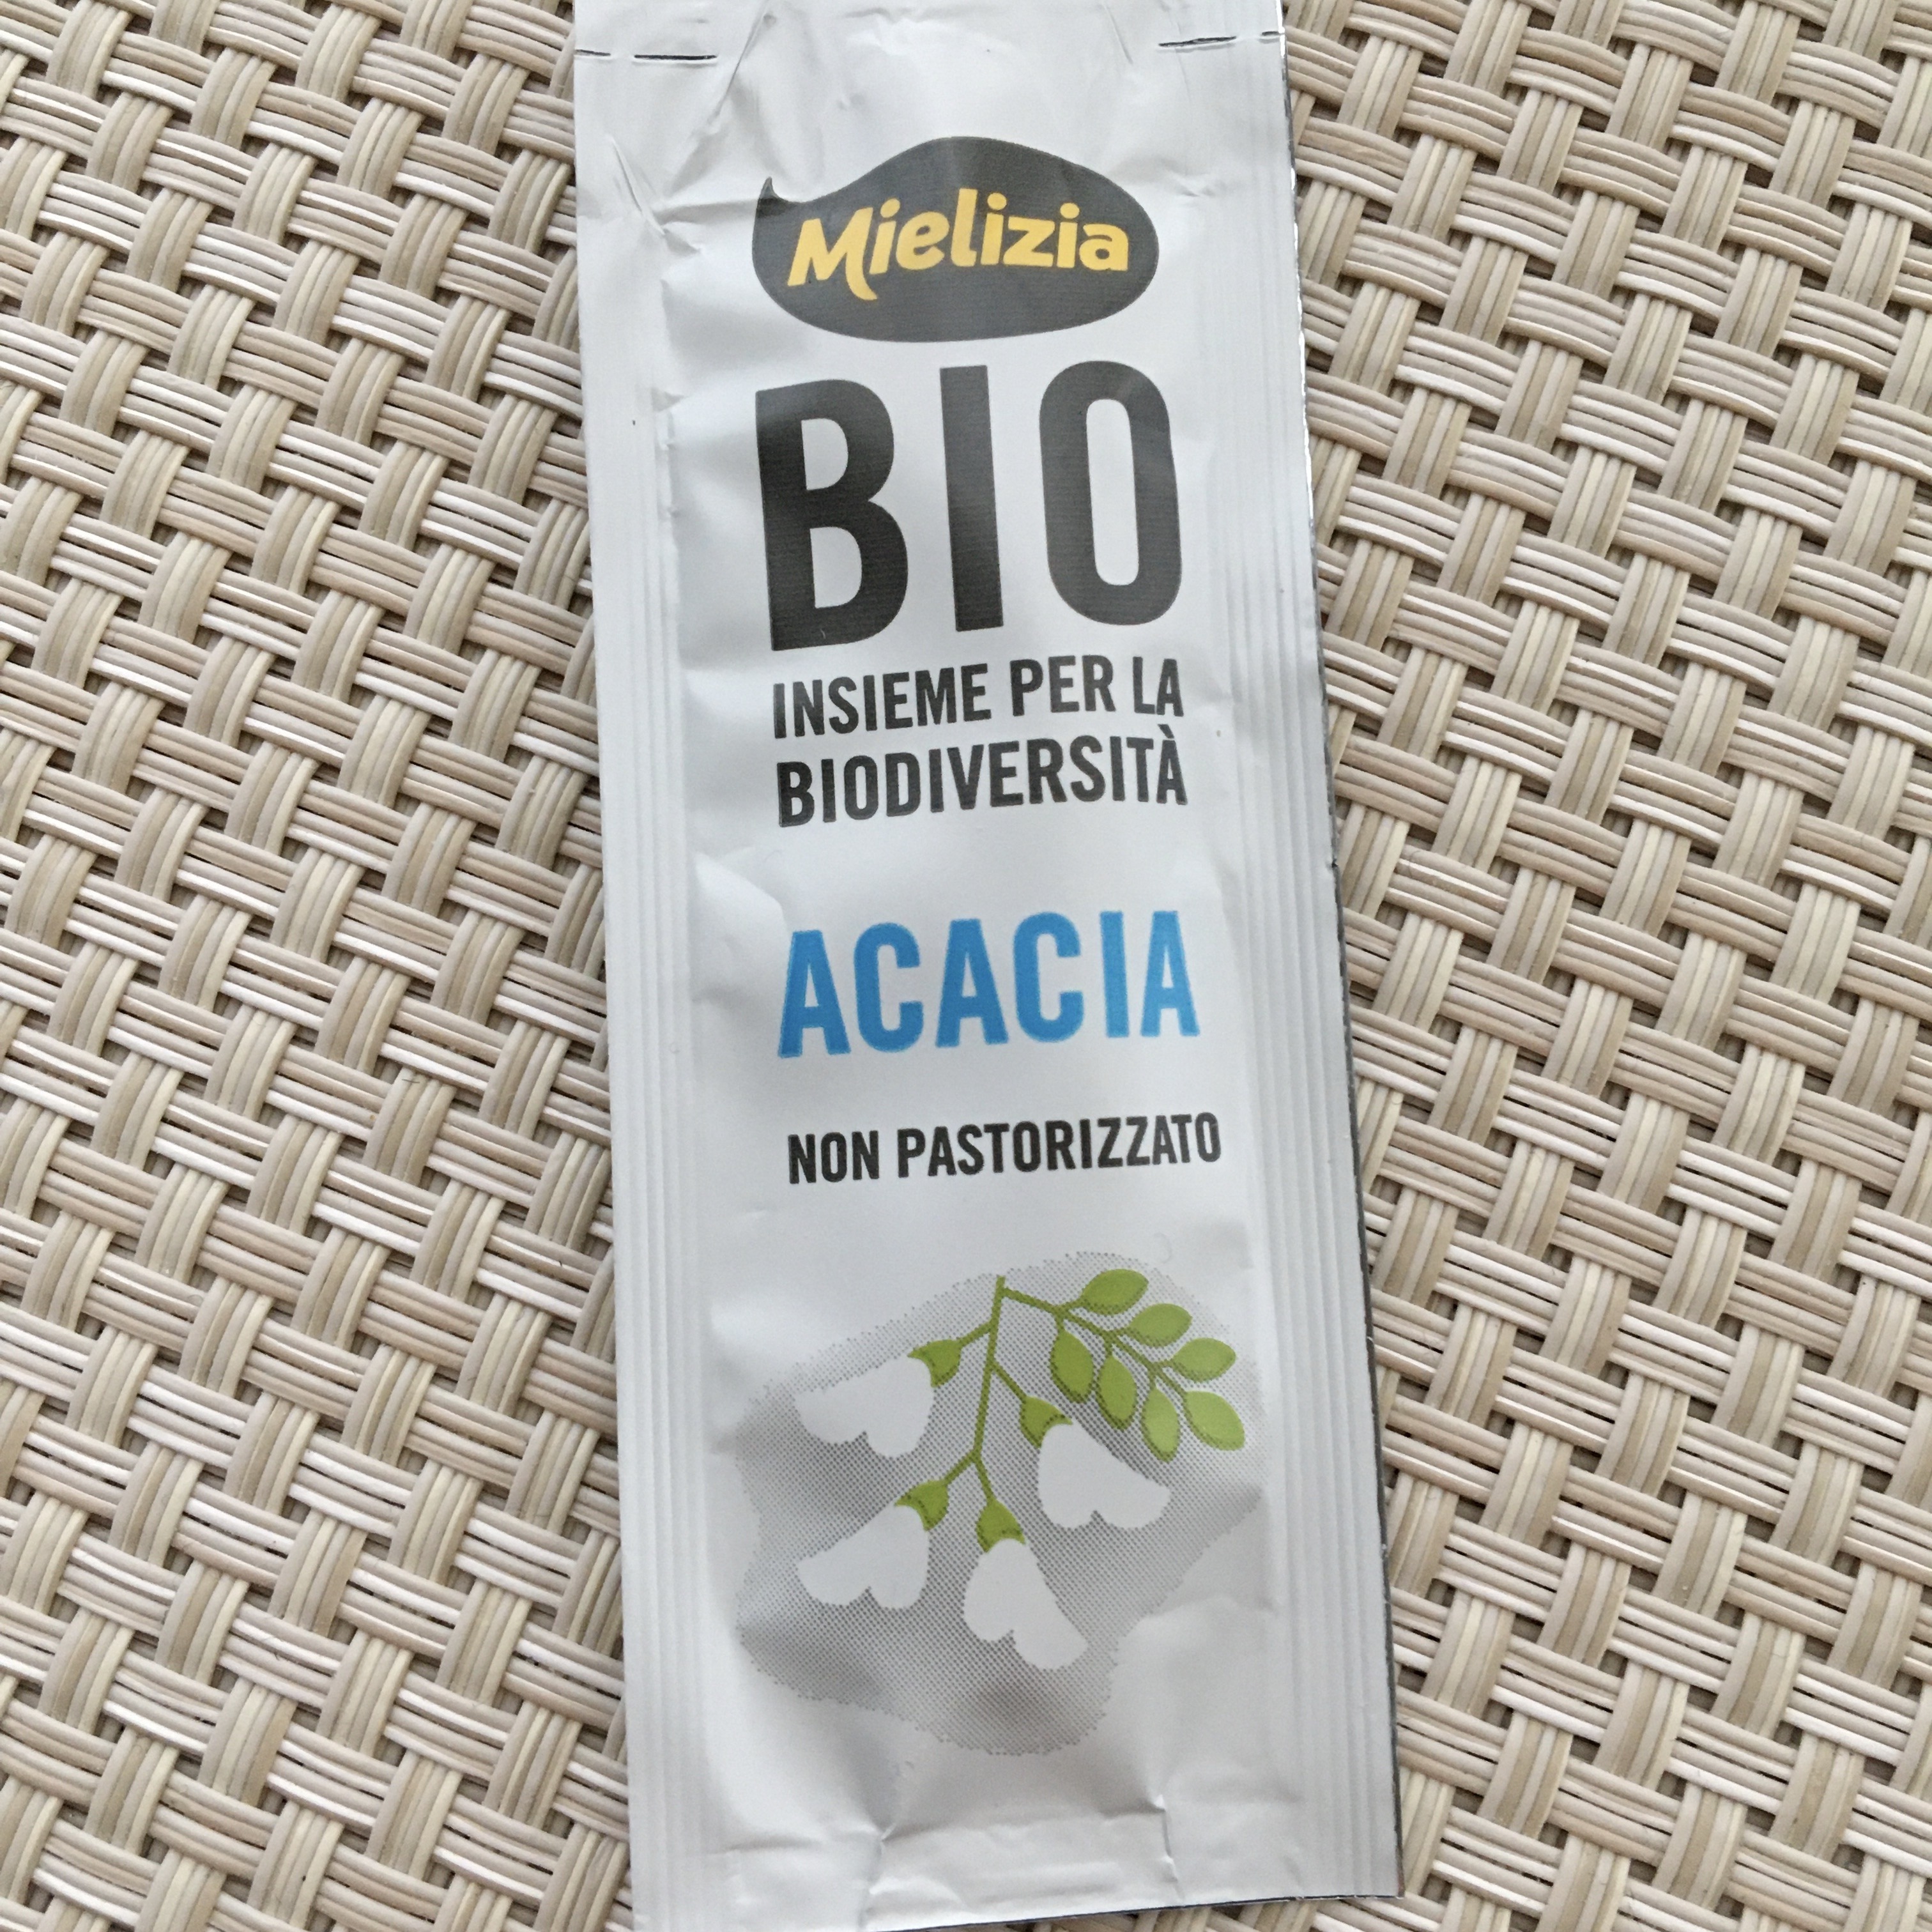 Mielizia
BIO
INSIEME PER LA
BIODIVERSITÀ
ACACIA
NON PASTORIZZATO